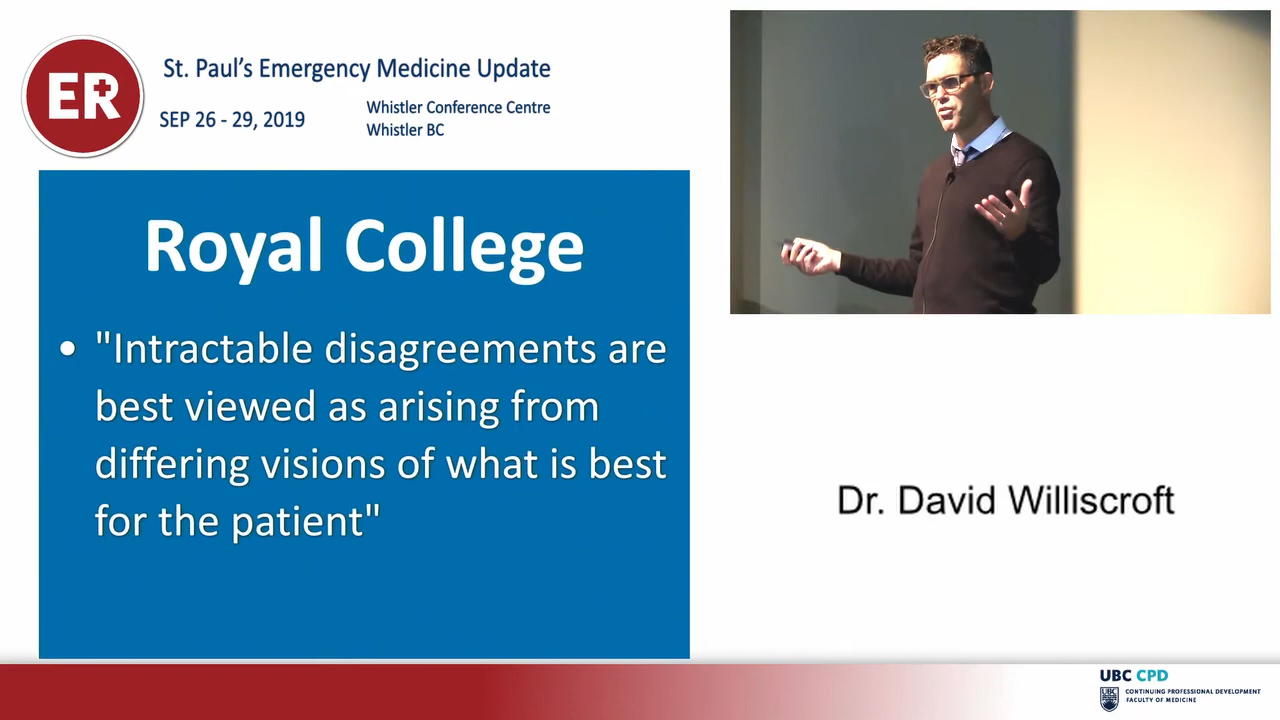 ER
St. Paul's Emergency Medicine Update
SEP 26 - 29, 2019
Whistler Conference Centre
Whistler BC
Royal College
• "Intractable disagreements are
best viewed as arising from
differing visions of what is best
for the patient"
Dr. David Williscroft
UBC CPD
UBC
CONTINUING PROFESSIONAL DEVELOPMENT
FACULTY OF MEDICINE